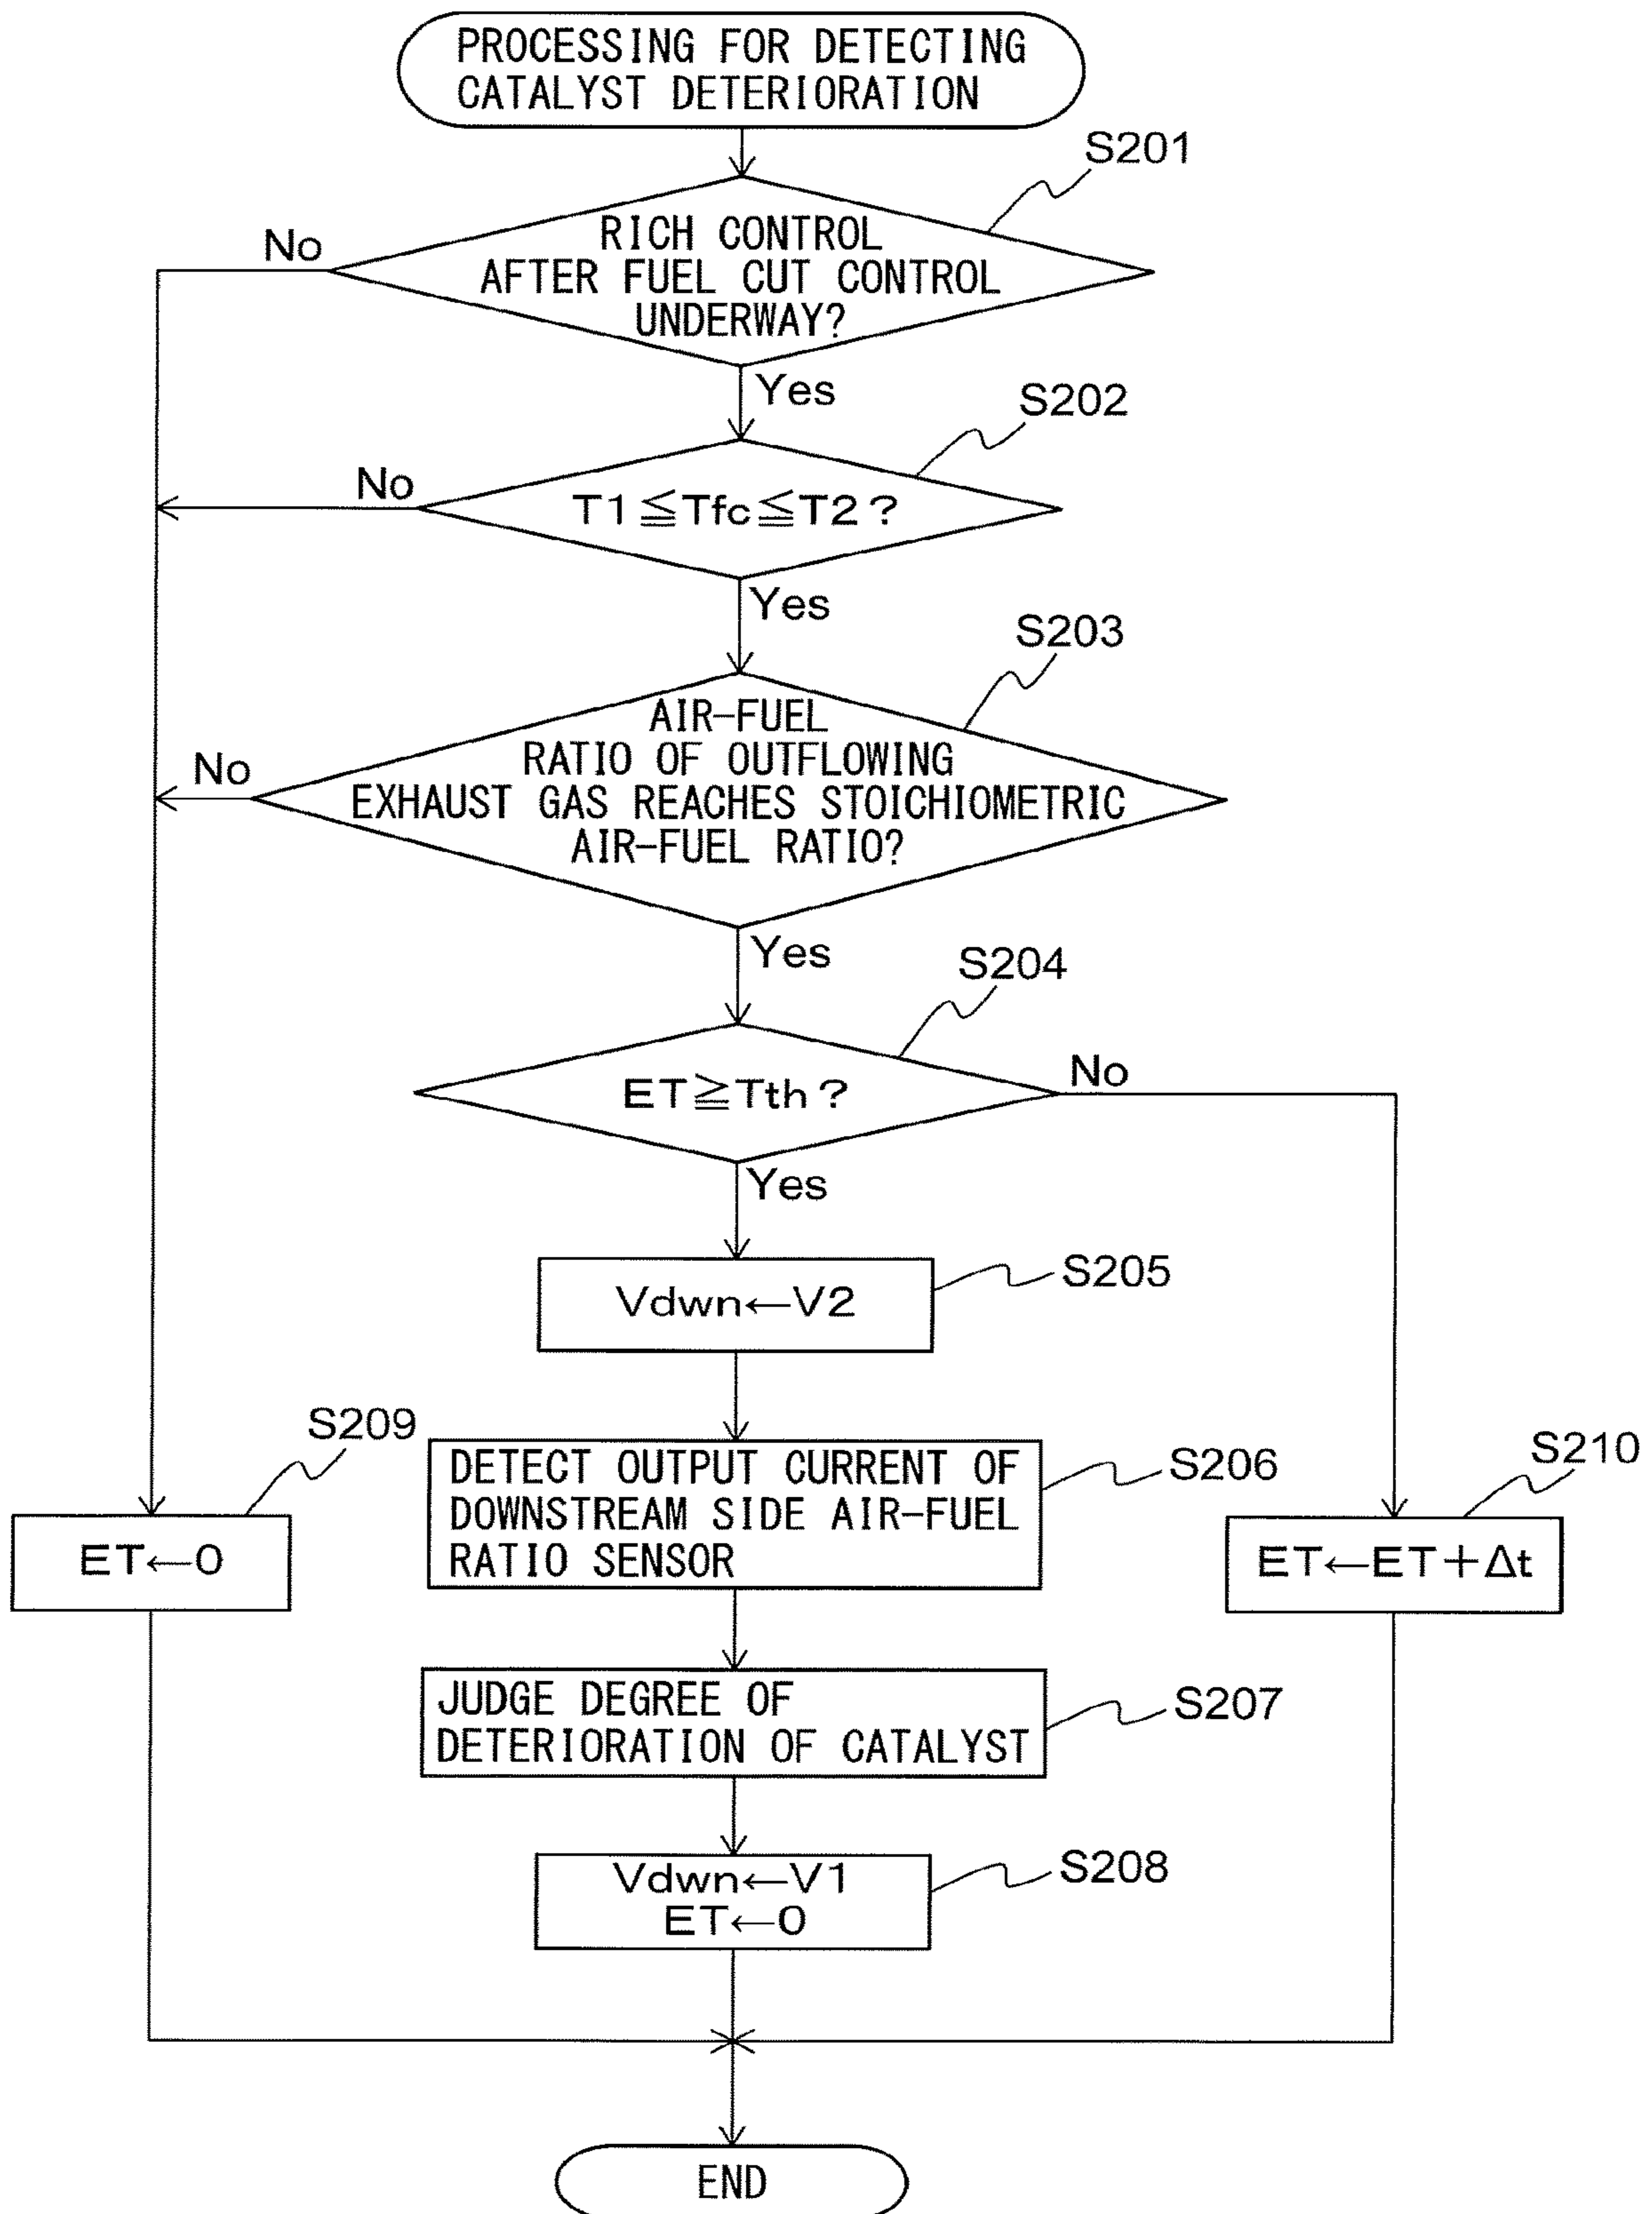 PROCESSING FOR DETECTING
CATALYST DETERIORATION
S201
RICH CONTROL
AFTER FUEL CUT CONTROL
UNDERWAY?
No
Yes
S202
T1≦Tfc≦T2?
No
Yes
S203
AIR-FUEL
RATIO OF OUTFLOWING
EXHAUST GAS REACHES STOICHIOMETRIC
AIR-FUEL RATIO?
No
Yes
S204
ET≧Tth?
No
Yes
S205
Vdwn←V2
S206
DETECT OUTPUT CURRENT OF
DOWNSTREAM SIDE AIR-FUEL
RATIO SENSOR
S209
ET←0
S210
ET←ET+Δt
S207
JUDGE DEGREE OF
DETERIORATION OF CATALYST
S208
Vdwn←V1
ET←0
END